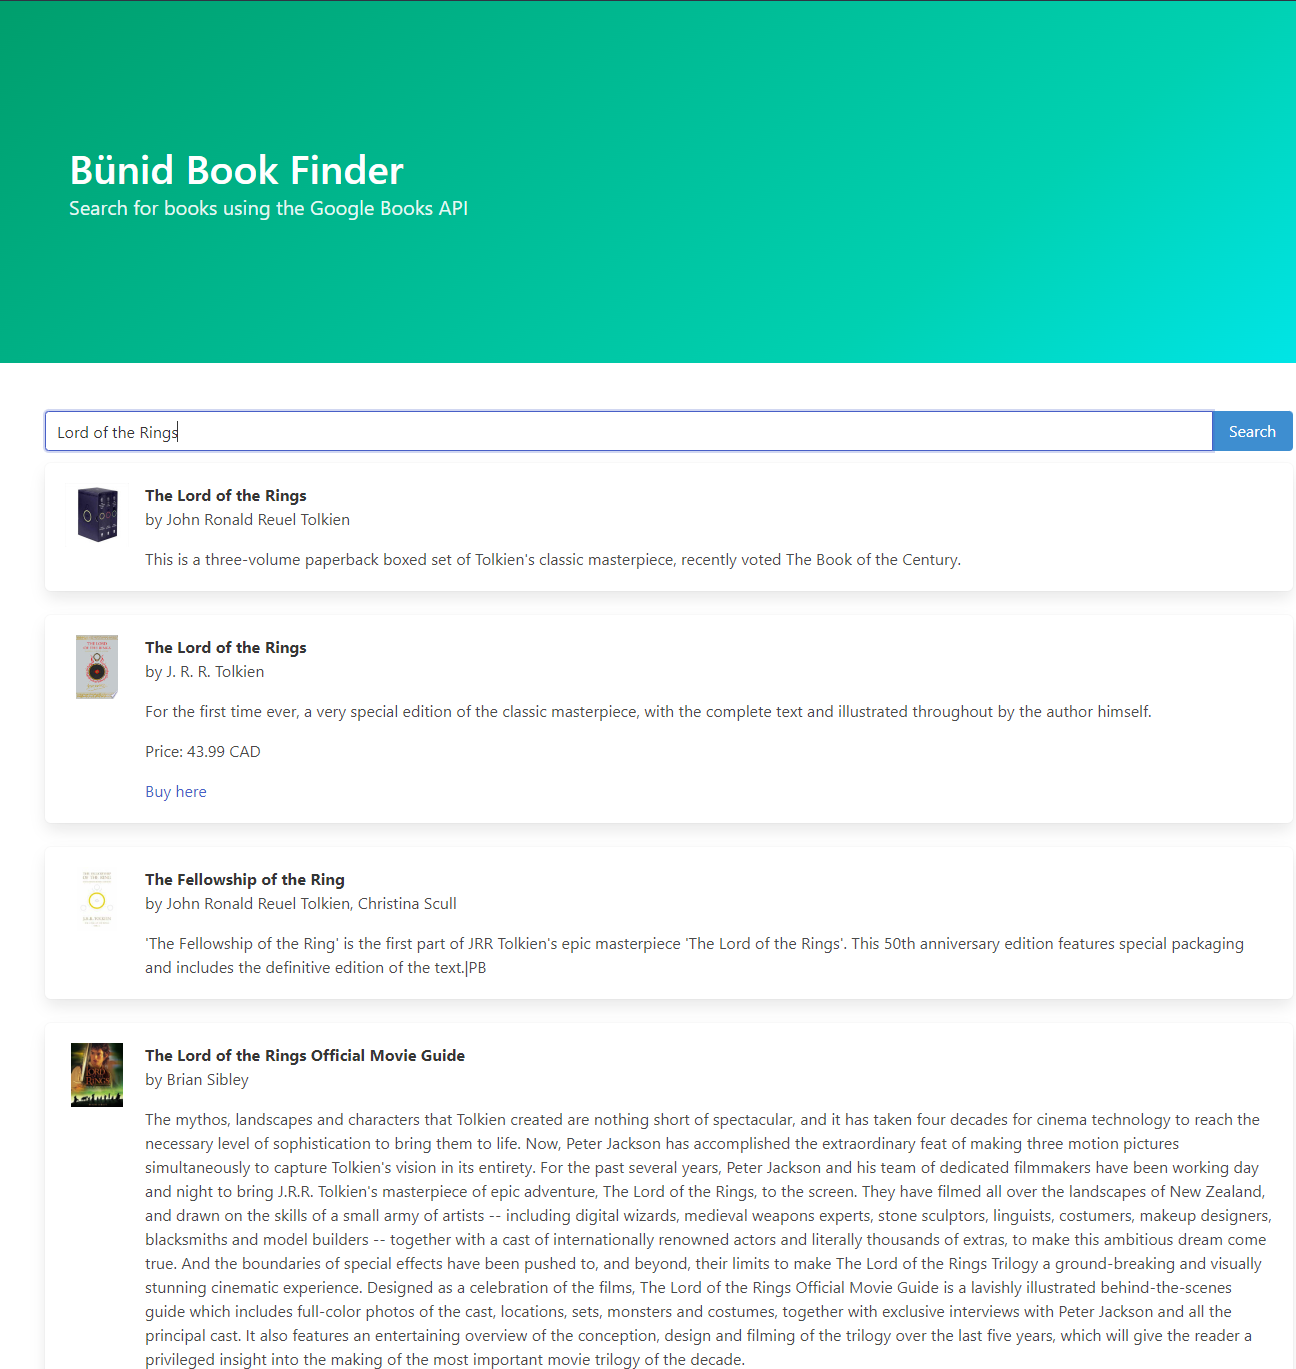 Bünid Book Finder
Search for books using the Google Books API
Lord of the Rings
Search
The Lord of the Rings
by John Ronald Reuel Tolkien
This is a three-volume paperback boxed set of Tolkien's classic masterpiece, recently voted The Book of the Century.
The Lord of the Rings
by J. R. R. Tolkien
For the first time ever, a very special edition of the classic masterpiece, with the complete text and illustrated throughout by the author himself.
Price: 43.99 CAD
Buy here
The Fellowship of the Ring
by John Ronald Reuel Tolkien, Christina Scull
'The Fellowship of the Ring' is the first part of JRR Tolkien's epic masterpiece 'The Lord of the Rings'. This 50th anniversary edition features special packaging
and includes the definitive edition of the text.|PB
The Lord of the Rings Official Movie Guide
by Brian Sibley
The mythos, landscapes and characters that Tolkien created are nothing short of spectacular, and it has taken four decades for cinema technology to reach the
necessary level of sophistication to bring them to life. Now, Peter Jackson has accomplished the extraordinary feat of making three motion pictures
simultaneously to capture Tolkien's vision in its entirety. For the past several years, Peter Jackson and his team of dedicated filmmakers have been working day
and night to bring J.R.R. Tolkien's masterpiece of epic adventure, The Lord of the Rings, to the screen. They have filmed all over the landscapes of New Zealand,
and drawn on the skills of a small army of artists -- including digital wizards, medieval weapons experts, stone sculptors, linguists, costumers, makeup designers,
blacksmiths and model builders -- together with a cast of internationally renowned actors and literally thousands of extras, to make this ambitious dream come
true. And the boundaries of special effects have been pushed to, and beyond, their limits to make The Lord of the Rings Trilogy a ground-breaking and visually
stunning cinematic experience. Designed as a celebration of the films, The Lord of the Rings Official Movie Guide is a lavishly illustrated behind-the-scenes
guide which includes full-color photos of the cast, locations, sets, monsters and costumes, together with exclusive interviews with Peter Jackson and all the
principal cast. It also features an entertaining overview of the conception, design and filming of the trilogy over the last five years, which will give the reader a
privileged insight into the making of the most important movie trilogy of the decade.